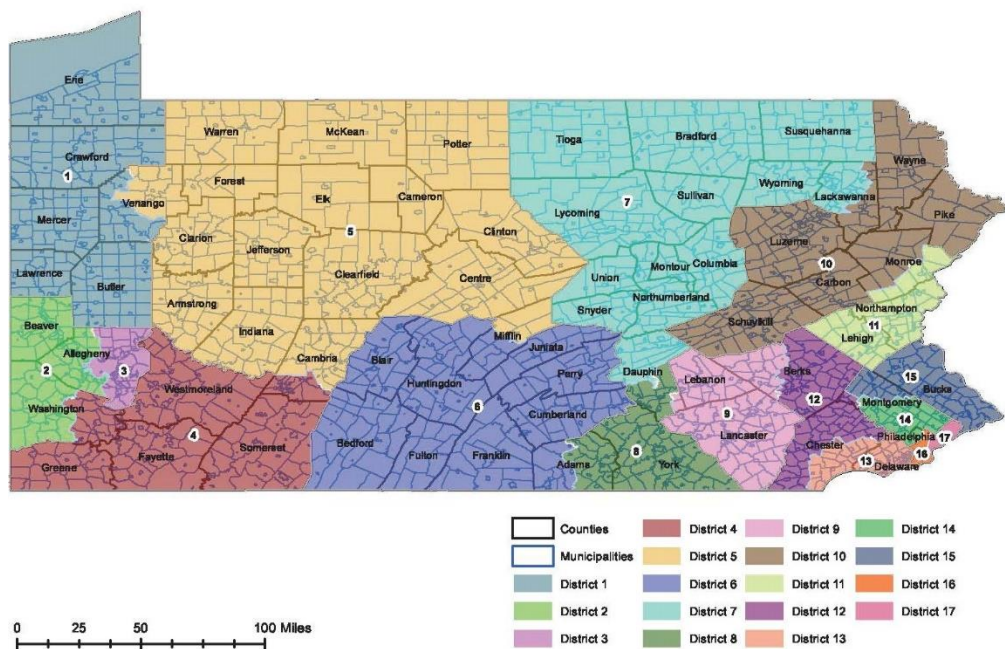 Erie
Warren
McKean
Tioga
Bradford
Susquehanna
Potter
Crawford
1
Wayne
Forest
Wyoming
Lackawanna
Elk
Cameron
Sullivan
Venango
7
Lycoming
Pike
Mercer
5
Clinton
Clarion
Jefferson
Luzerne
10
Monroe
Lawrence
Clearfield
Centre
Union
Montour
Columbia
Carbon
Butler
Armstrong
Northumberland
Northampton
Snyder
11
Beaver
Indiana
Mifflin
Schuylkill
Lehigh
Allegheny
Cambria
Blair
Juniata
2
3
Dauphin
Berks
15
Westmoreland
Huntingdon
Perry
Lebanon
Bucks
Washington
6
12
Montgomery
Cumberland
9
14
4
Bedford
Lancaster
Philadelphia
17
Somerset
8
Chester
16
Greene
Fayette
Fulton
Franklin
Adams
York
13
Delaware
Counties
Municipalities
District 1
District 2
District 3
District 4
District 5
District 6
District 7
District 8
District 9
District 10
District 11
District 12
District 13
District 14
District 15
District 16
District 17
0 25 50 100 Miles